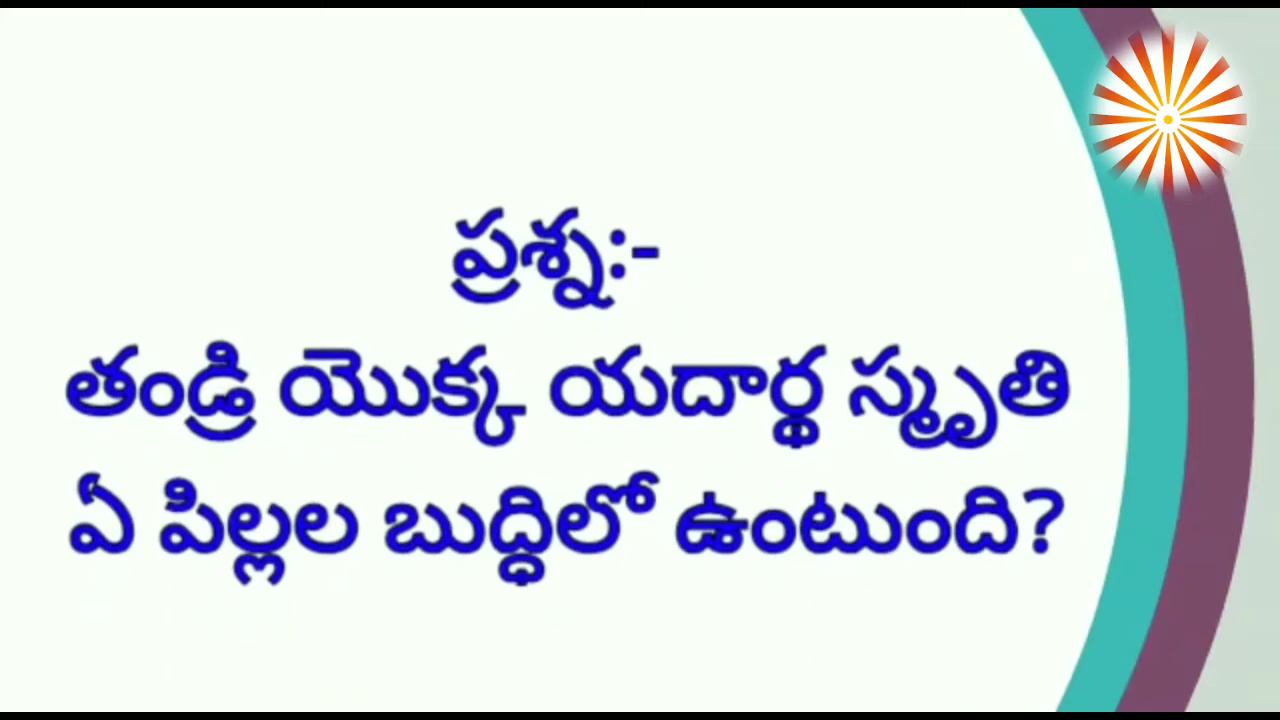 ప్రశ్న:-
తండ్రి యొక్క యదార్థ స్మృతి
ఏ పిల్లల బుద్ధిలో ఉంటుంది?